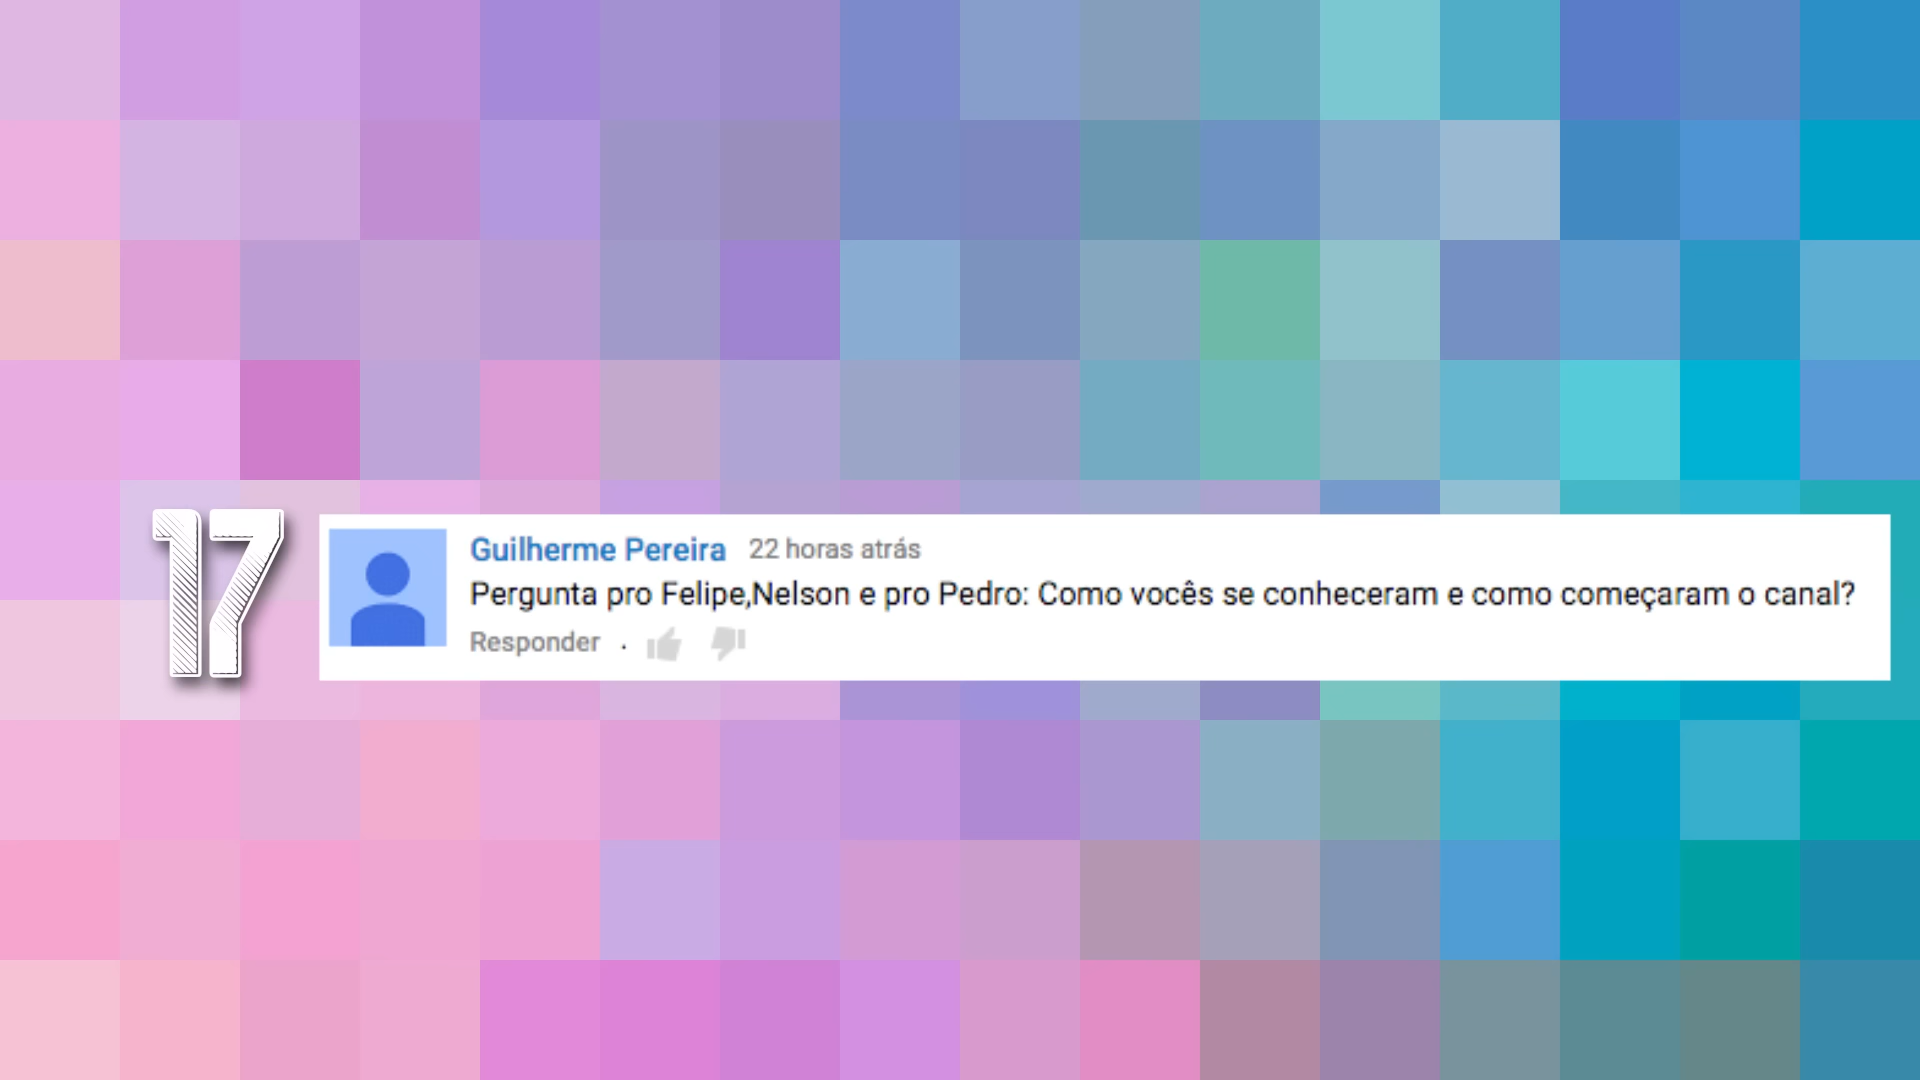 17
Guilherme Pereira 22 horas atrás
Pergunta pro Felipe,Nelson e pro Pedro: Como vocês se conheceram e como começaram o canal?
Responder .